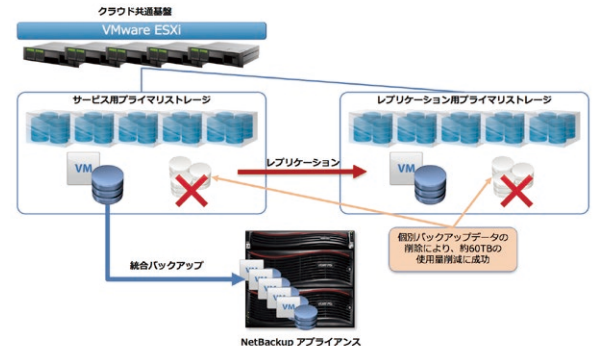 クラウド共通基盤
VMware ESXi
サービス用プライマリストレージ
レプリケーション用プライマリストレージ
VM
レプリケーション
VM
個別バックアップデータの
削除により、約60TBの
使用量削減に成功
統合バックアップ
VM
VM
VM
VM
VM
NetBackup アプライアンス